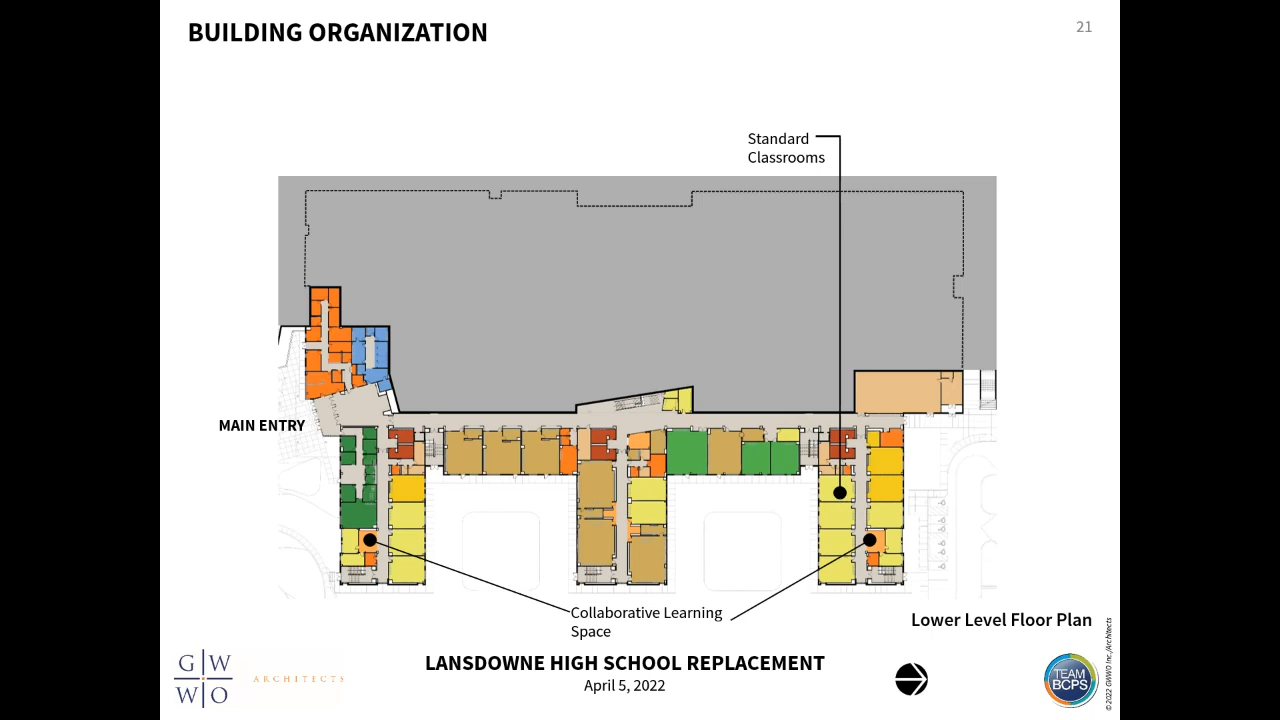 BUILDING ORGANIZATION
21
Standard
Classrooms
MAIN ENTRY
Collaborative Learning
Space
Lower Level Floor Plan
LANSDOWNE HIGH SCHOOL REPLACEMENT
April 5, 2022
G W
W O
ARCHITECTS
TEAM
BCPS
© 2022 GWWO Inc./Architects